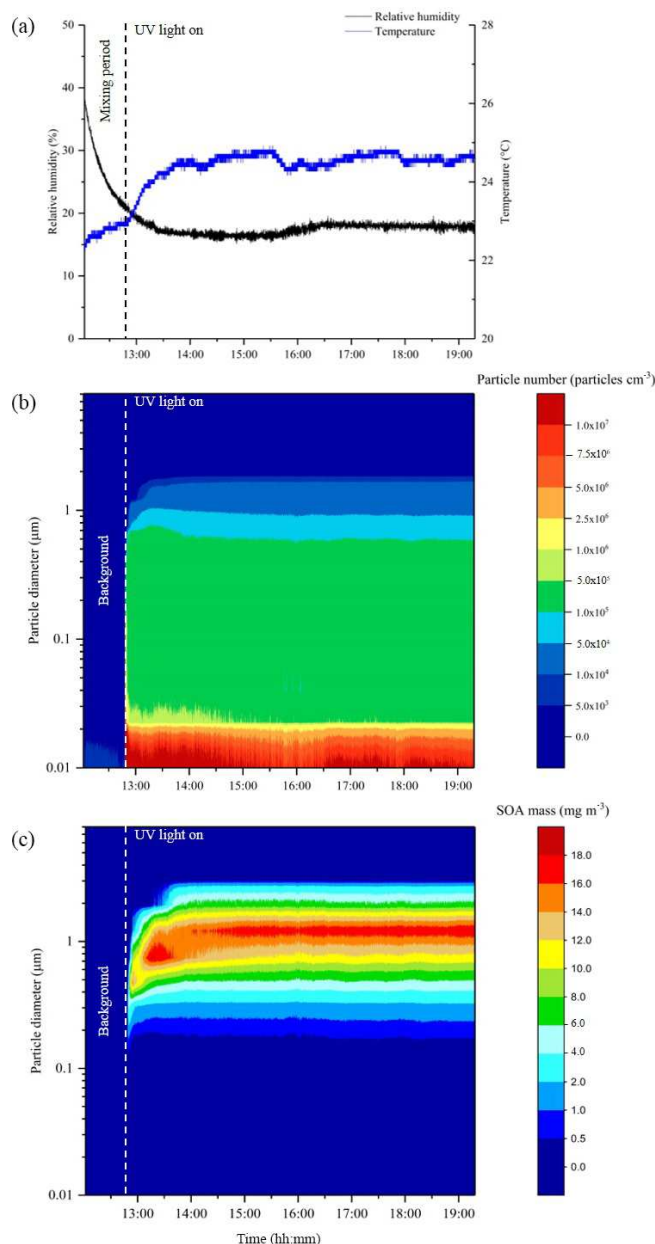 (a)
UV light on
Relative humidity
Temperature
Mixing period
50
40
30
20
10
0
Relative humidity (%)
28
26
24
22
20
Temperature (°C)
13:00 14:00 15:00 16:00 17:00 18:00 19:00
Particle number (particles cm⁻³)
(b)
UV light on
Background
1
0.1
0.01
Particle diameter (µm)
13:00 14:00 15:00 16:00 17:00 18:00 19:00
1.0x10⁷
7.5x10⁶
5.0x10⁶
2.5x10⁶
1.0x10⁶
5.0x10⁵
1.0x10⁵
5.0x10⁴
1.0x10⁴
5.0x10³
0.0
SOA mass (mg m⁻³)
(c)
UV light on
Background
1
0.1
0.01
Particle diameter (µm)
13:00 14:00 15:00 16:00 17:00 18:00 19:00
Time (hh:mm)
18.0
16.0
14.0
12.0
10.0
8.0
6.0
4.0
2.0
1.0
0.5
0.0